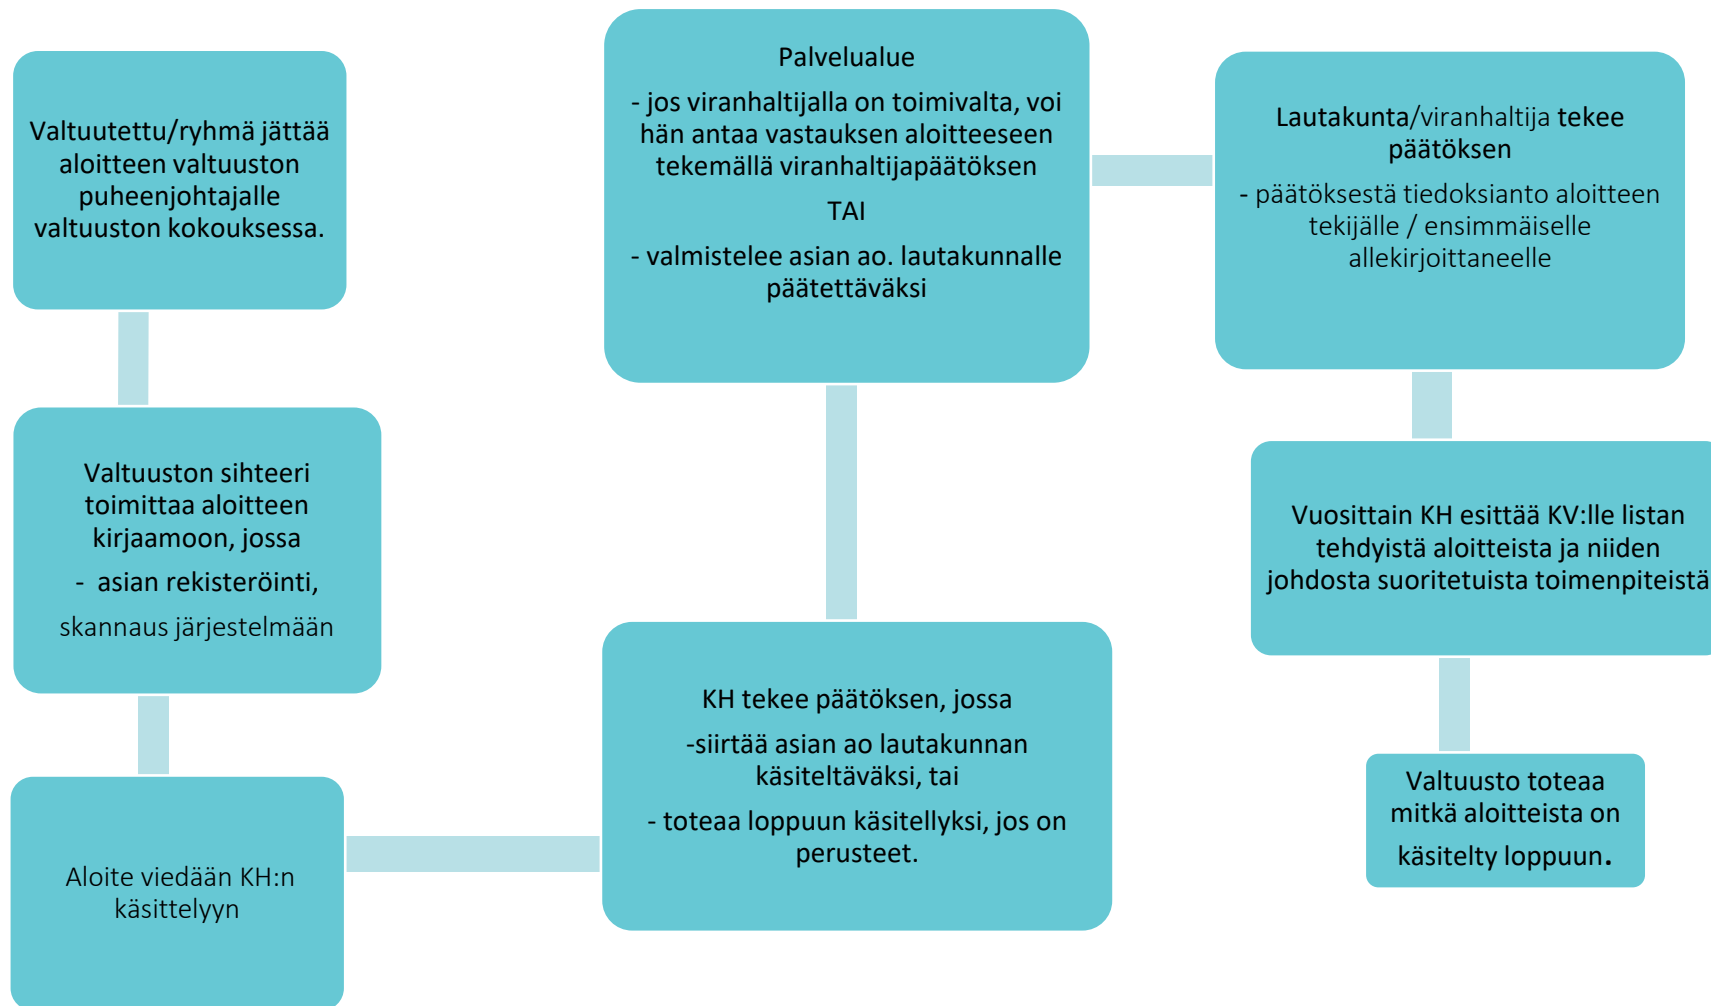 Valtuutettu/ryhmä jättää
aloitteen valtuuston
puheenjohtajalle
valtuuston kokouksessa.
Valtuuston sihteeri
toimittaa aloitteen
kirjaamoon, jossa
- asian rekisteröinti,
skannaus järjestelmään
Aloite viedään KH:n
käsittelyyn
KH tekee päätöksen, jossa
-siirtää asian ao lautakunnan
käsiteltäväksi, tai
- toteaa loppuun käsitellyksi, jos on
perusteet.
Palvelualue
- jos viranhaltijalla on toimivalta, voi
hän antaa vastauksen aloitteeseen
tekemällä viranhaltijapäätöksen
TAI
- valmistelee asian ao. lautakunnalle
päätettäväksi
Lautakunta/viranhaltija tekee
päätöksen
- päätöksestä tiedoksianto aloitteen
tekijälle / ensimmäiselle
allekirjoittaneelle
Vuosittain KH esittää KV:lle listan
tehdyistä aloitteista ja niiden
johdosta suoritetuista toimenpiteistä
Valtuusto toteaa
mitkä aloitteista on
käsitelty loppuun.